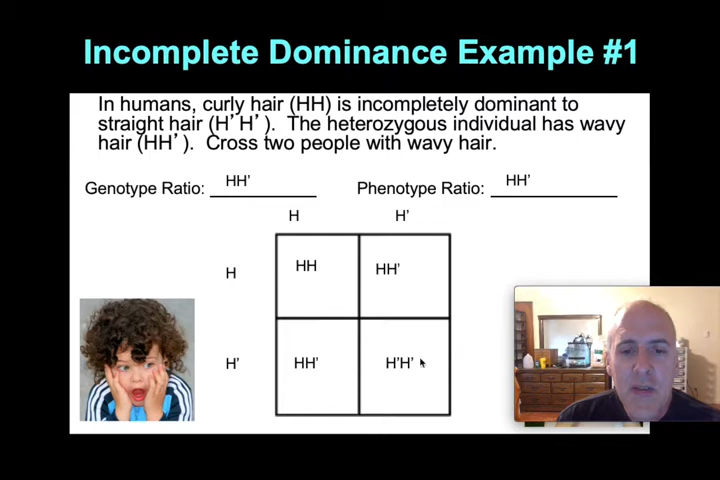 Incomplete Dominance Example #1
In humans, curly hair (HH) is incompletely dominant to
straight hair (H’H’). The heterozygous individual has wavy
hair (HH’). Cross two people with wavy hair.
Genotype Ratio: HH’ Phenotype Ratio: HH’
H H’
H HH HH’
H’ HH’ H’H’